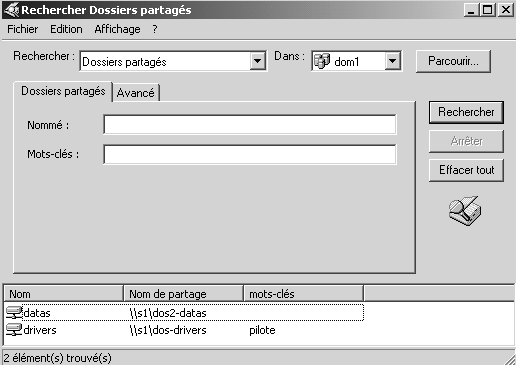 Rechercher Dossiers partagés
Fichier Edition Affichage ?
Rechercher : Dossiers partagés Dans : dom1 Parcourir...
Dossiers partagés Avancé
Rechercher
Nommé :
Arrêter
Mots-clés :
Effacer tout
Nom Nom de partage mots-clés
datas \\s1\dos2-datas
drivers \\s1\dos-drivers pilote
2 élément(s) trouvé(s)